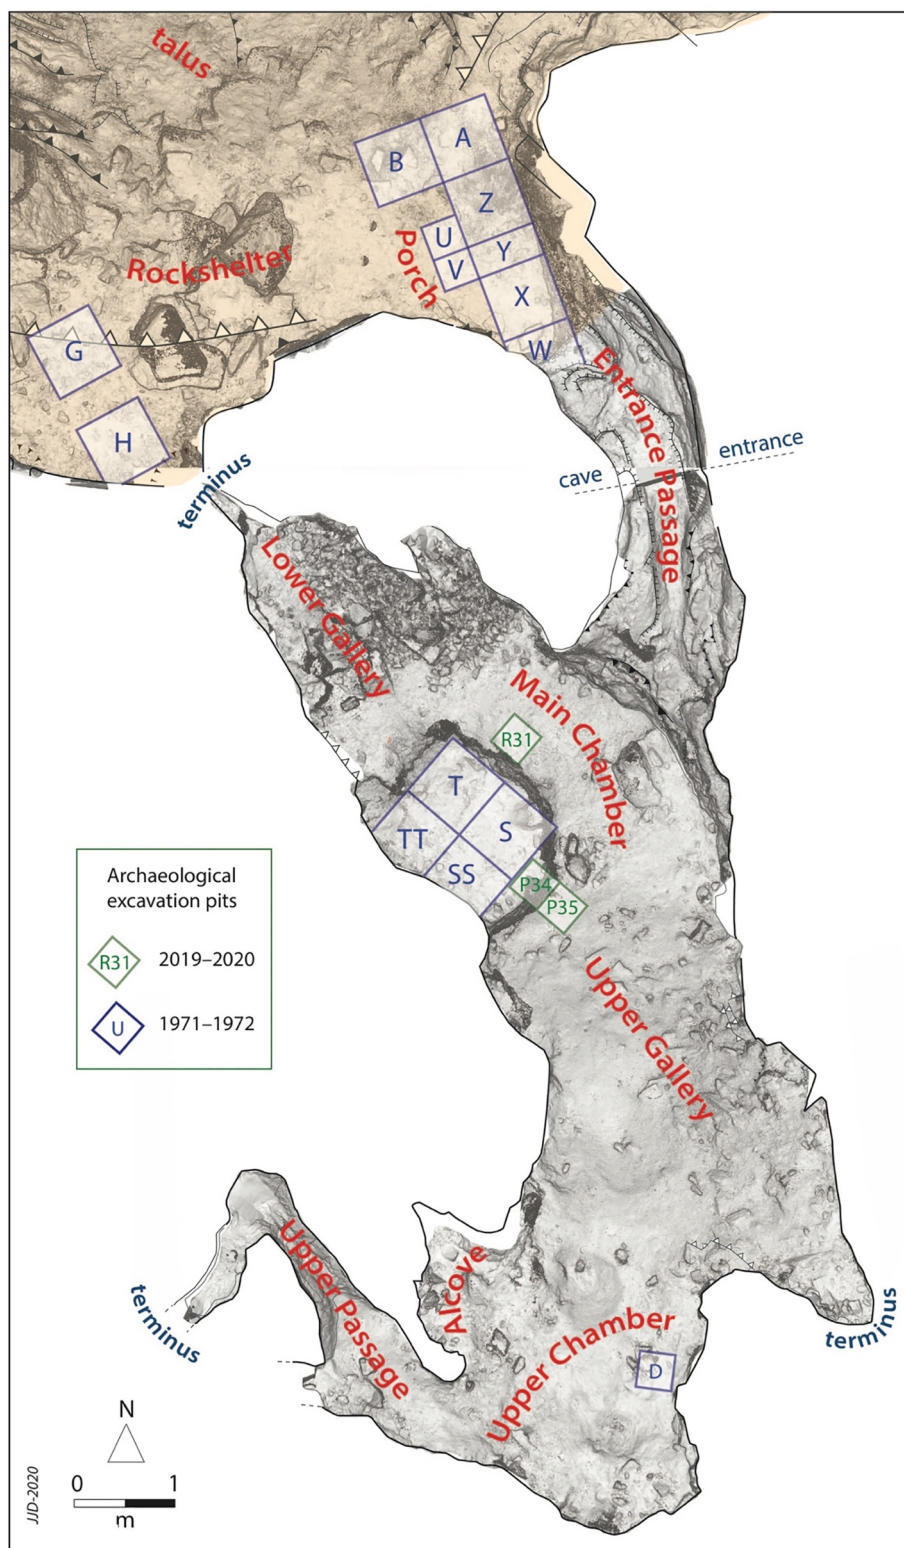 talus
A
B
Z
U
Y
Porch
V
Rockshelter
X
G
W
Entrance Passage
H
entrance
cave
terminus
Lower Gallery
Main Chamber
R31
T
S
TT
SS
P34
P35
Archaeological
excavation pits
R31 2019–2020
U 1971–1972
Upper Gallery
Upper Passage
Alcove
terminus
terminus
Upper Chamber
D
N
0 1
m
JJD-2020